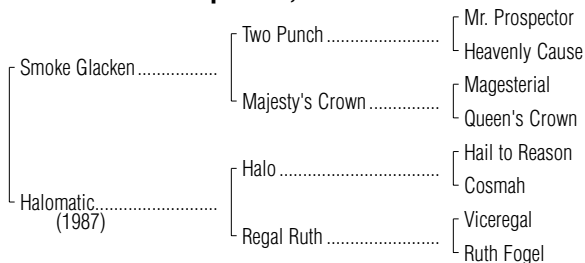 Mr. Prospector
Two Punch
Heavenly Cause
Smoke Glacken
Magesterial
Majesty's Crown
Queen's Crown
Hail to Reason
Halo
Cosmah
Halomatic
(1987)
Viceregal
Regal Ruth
Ruth Fogel